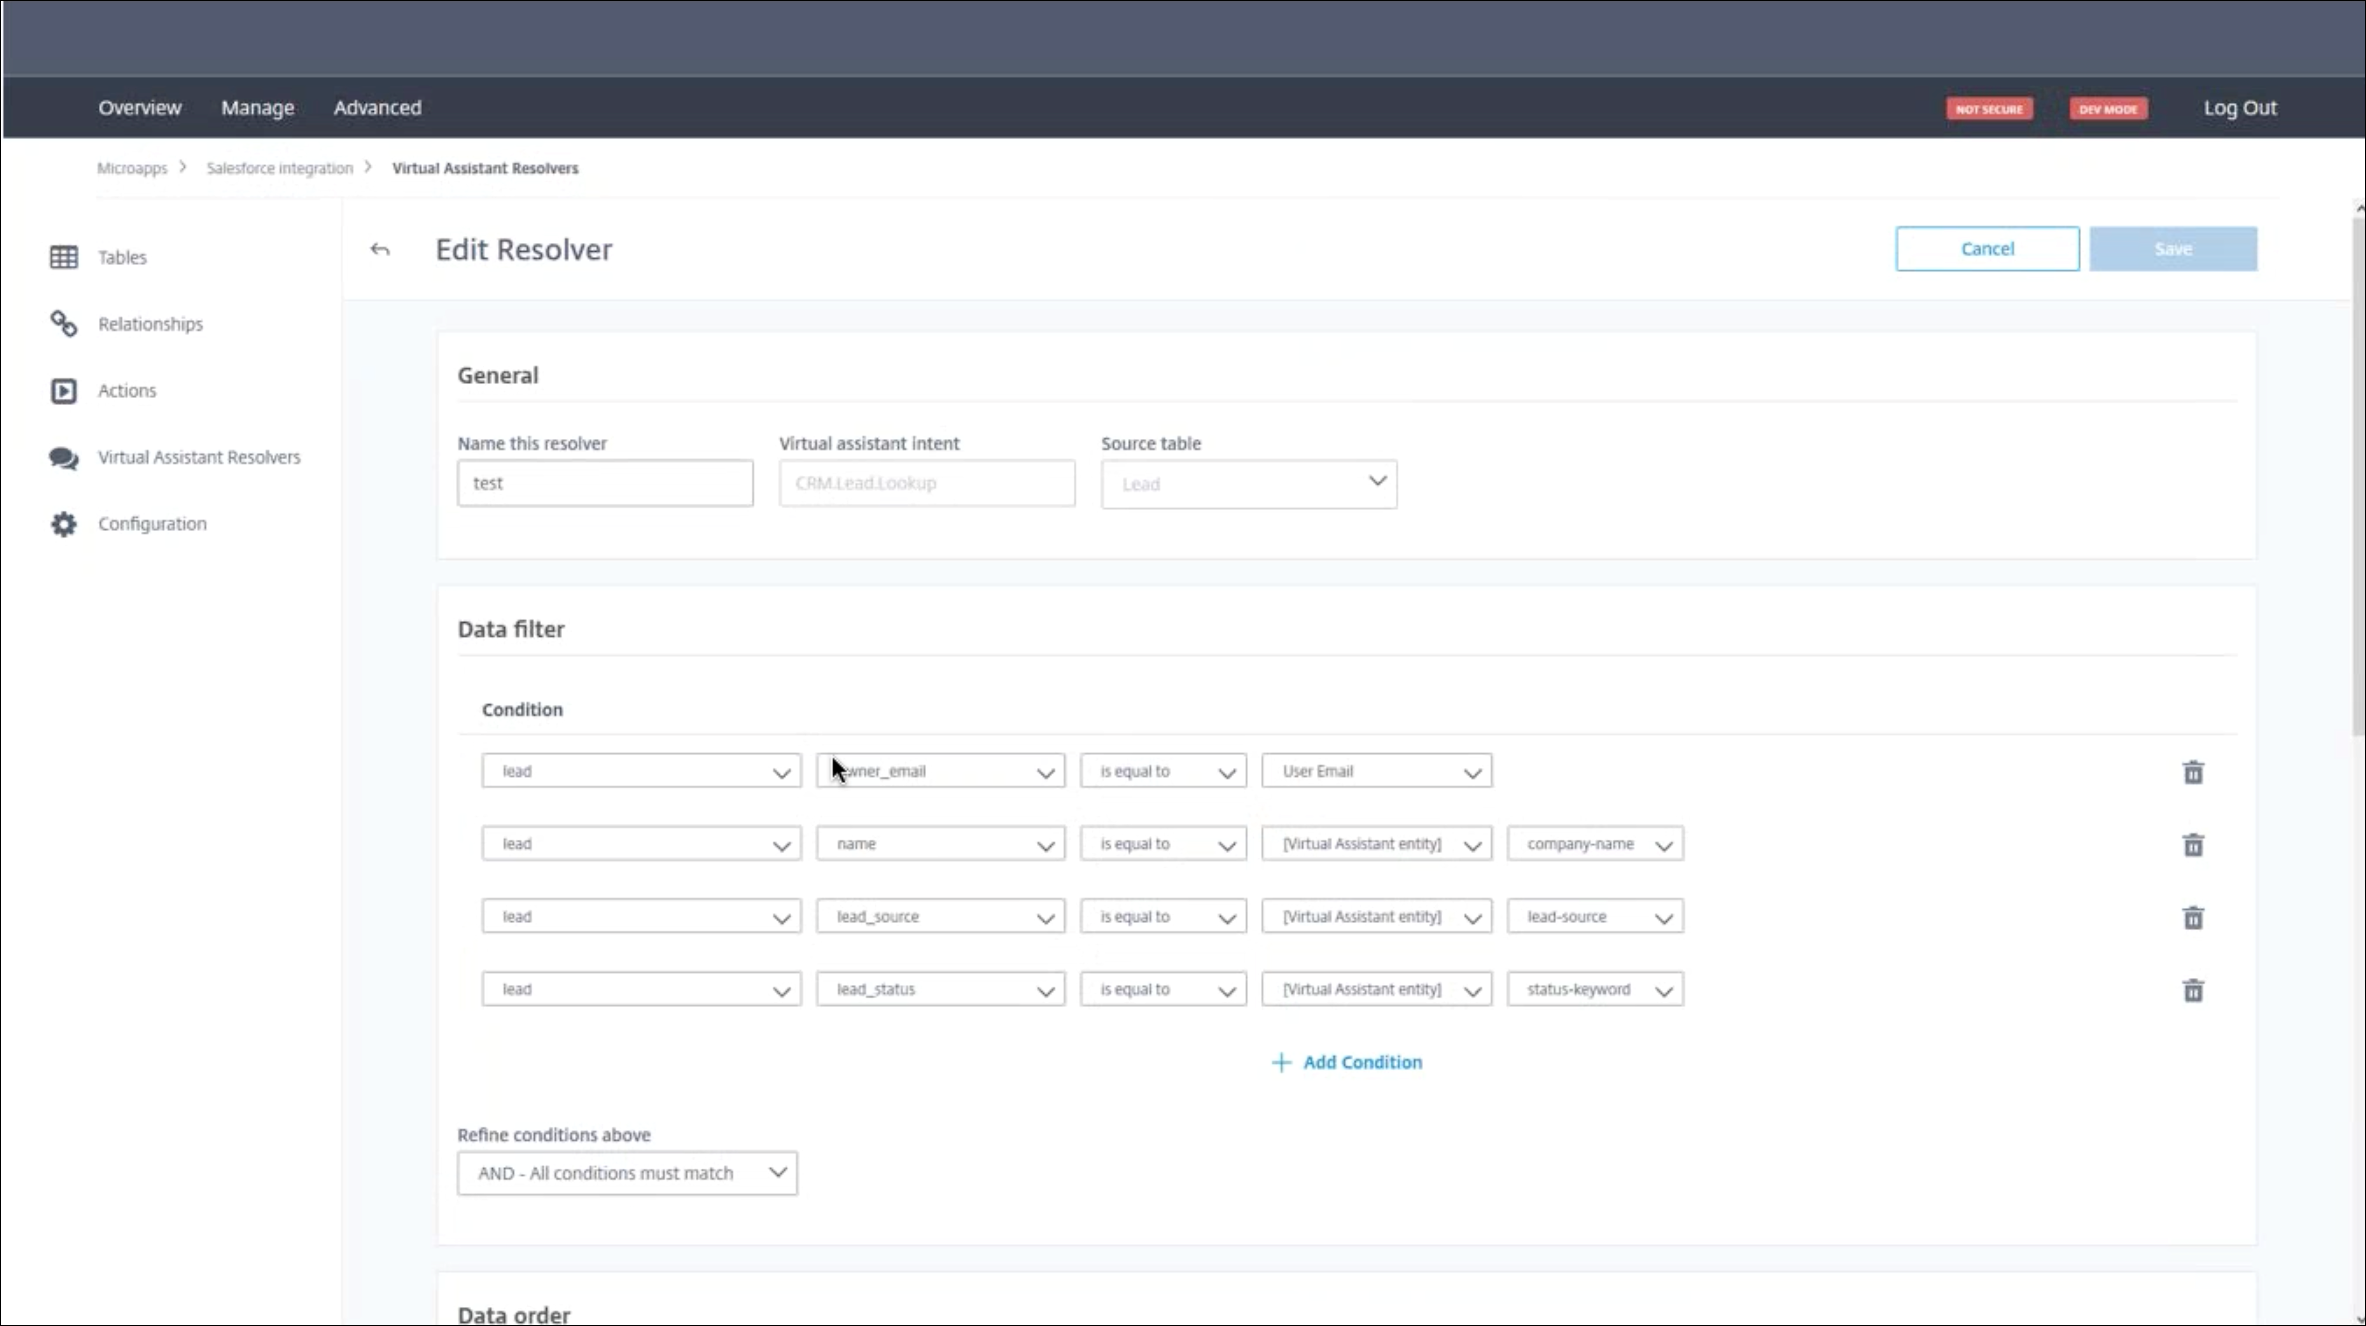 Overview Manage Advanced NOT SECURE DEV MODE Log Out
Microapps Salesforce integration Virtual Assistant Resolvers
Tables
Relationships
Actions
Virtual Assistant Resolvers
Configuration
Edit Resolver Cancel Save
General
Name this resolver Virtual assistant intent Source table
test CRM.Lead.Lookup Lead
Data filter
Condition
lead wner_email is equal to User Email
lead name is equal to [Virtual Assistant entity] company-name
lead lead_source is equal to [Virtual Assistant entity] lead-source
lead lead_status is equal to [Virtual Assistant entity] status-keyword
+ Add Condition
Refine conditions above
AND - All conditions must match
Data order